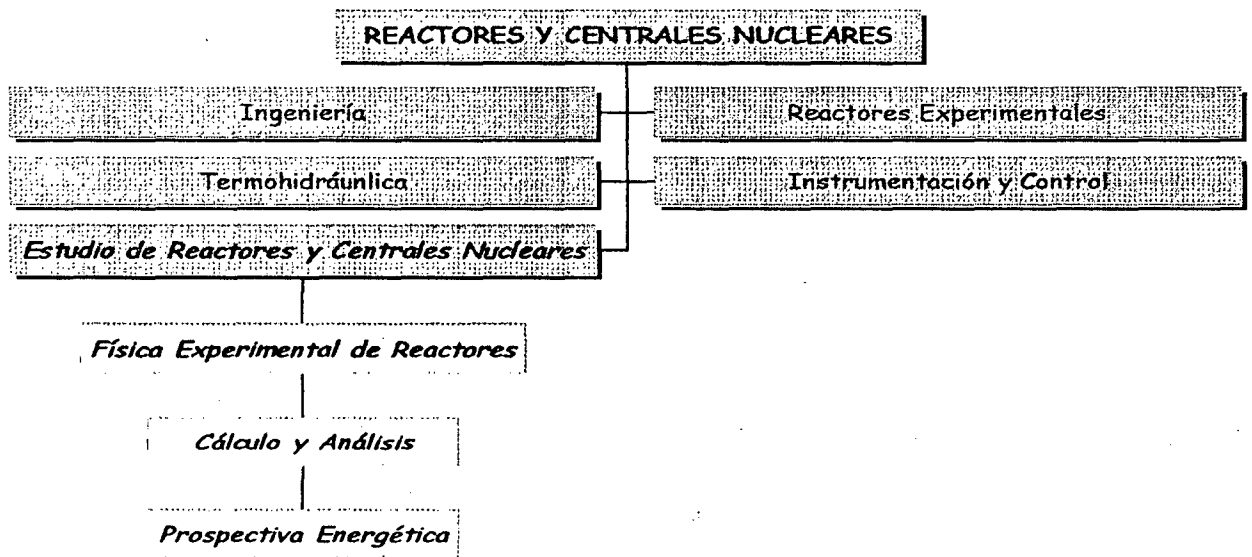 REACTORES Y CENTRALES NUCLEARES
Ingeniería
Reactores Experimentales
Termohidráunlica
Instrumentación y Control
Estudio de Reactores y Centrales Nucleares
Física Experimental de Reactores
Cálculo y Análisis
Prospectiva Energética